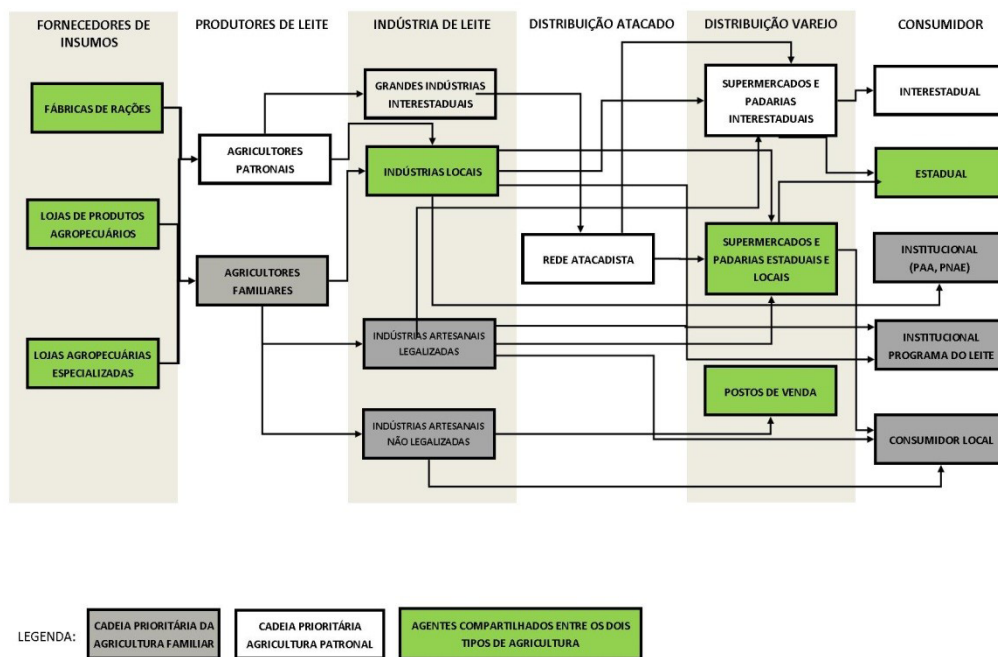 FORNECEDORES DE
INSUMOS
PRODUTORES DE LEITE
INDÚSTRIA DE LEITE
DISTRIBUIÇÃO ATACADO
DISTRIBUIÇÃO VAREJO
CONSUMIDOR
FÁBRICAS DE RAÇÕES
LOJAS DE PRODUTOS
AGROPECUÁRIOS
LOJAS AGROPECUÁRIAS
ESPECIALIZADAS
AGRICULTORES
PATRONAIS
AGRICULTORES
FAMILIARES
GRANDES INDÚSTRIAS
INTERESTADUAIS
INDÚSTRIAS LOCAIS
INDÚSTRIAS ARTESANAIS
LEGALIZADAS
INDÚSTRIAS ARTESANAIS
NÃO LEGALIZADAS
REDE ATACADISTA
SUPERMERCADOS E
PADARIAS
INTERESTADUAIS
SUPERMERCADOS E
PADARIAS ESTADUAIS E
LOCAIS
POSTOS DE VENDA
INTERESTADUAL
ESTADUAL
INSTITUCIONAL
(PAA, PNAE)
INSTITUCIONAL
PROGRAMA DO LEITE
CONSUMIDOR LOCAL
LEGENDA:
CADEIA PRIORITÁRIA DA
AGRICULTURA FAMILIAR
CADEIA PRIORITÁRIA
AGRICULTURA PATRONAL
AGENTES COMPARTILHADOS ENTRE OS DOIS
TIPOS DE AGRICULTURA